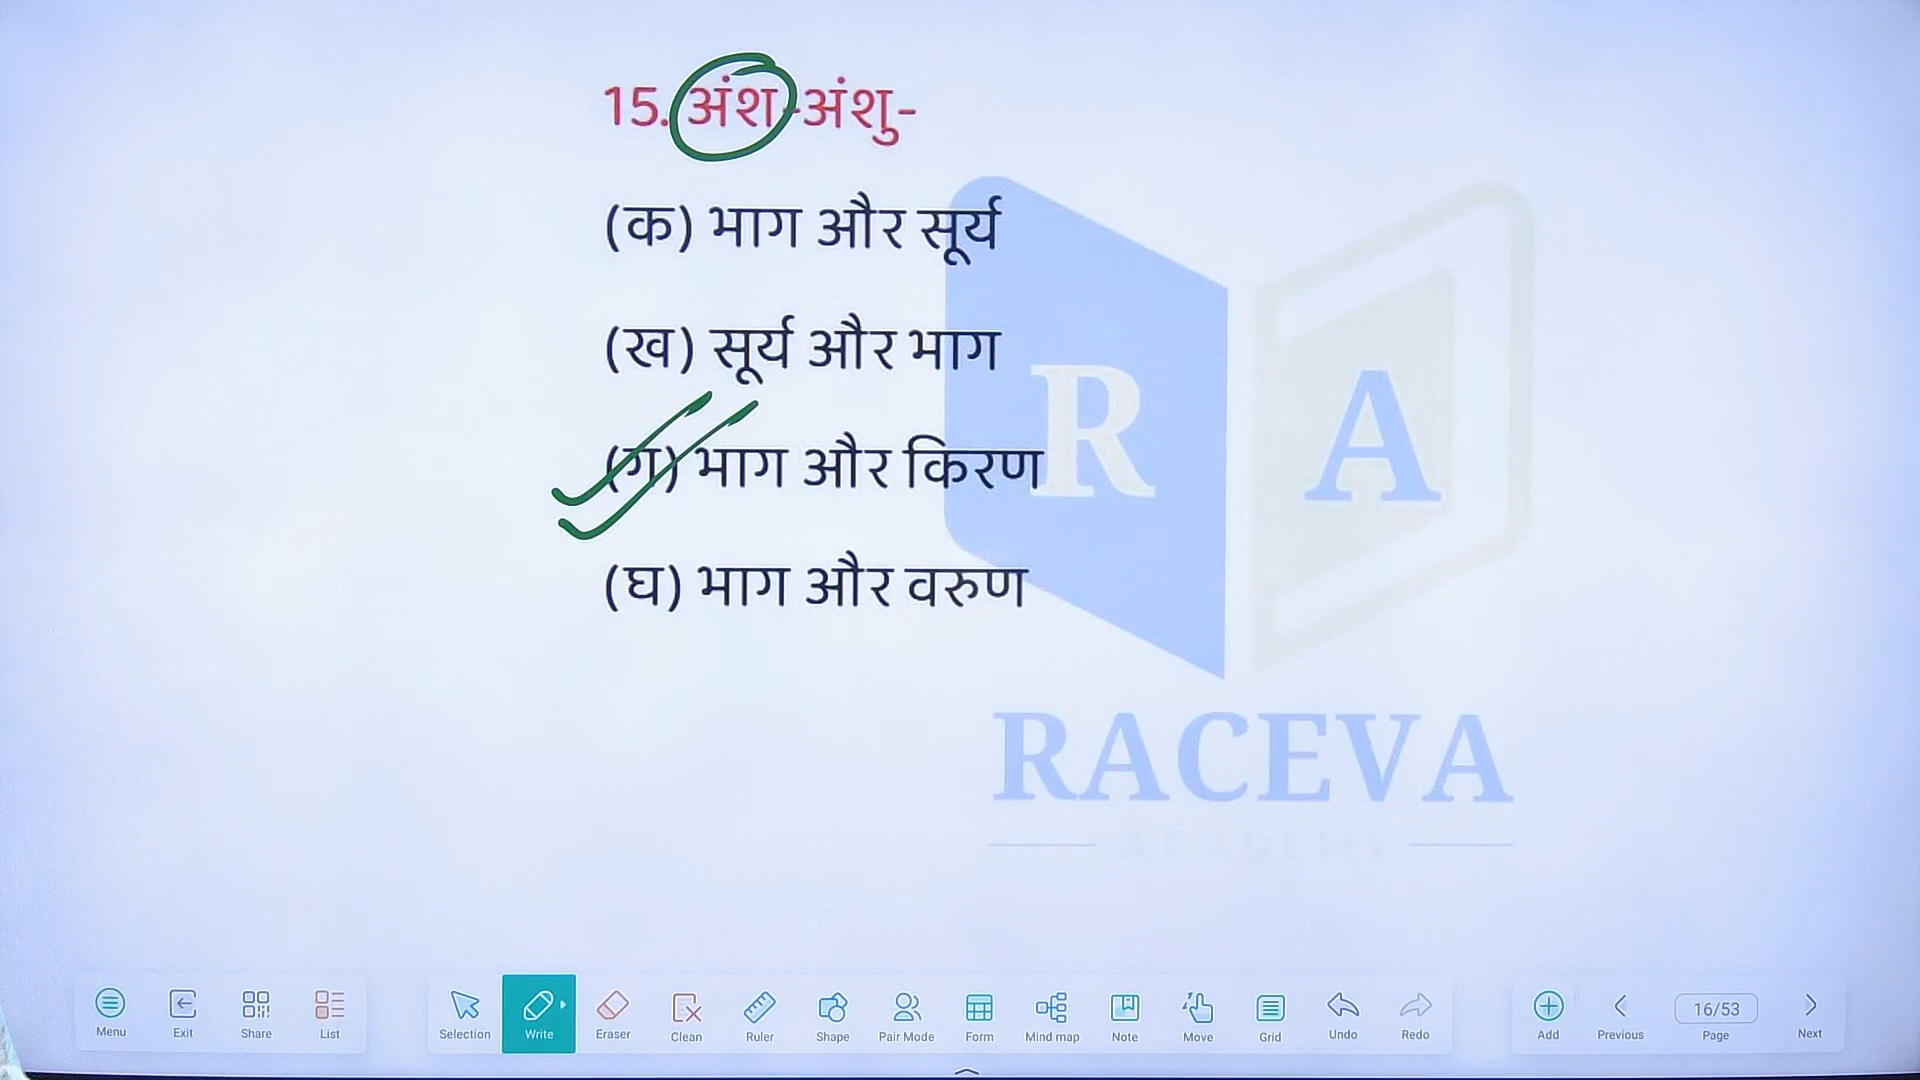 15. अंश-अंशु-
(क) भाग और सूर्य
(ख) सूर्य और भाग
(ग) भाग और किरण
(घ) भाग और वरुण
R A
RACEVA
ACADEMY
Menu Exit Share List Selection Write Eraser Clean Ruler Shape Pair Mode Form Mind map Note Move Grid Undo Redo Add Previous 16/53 Page Next